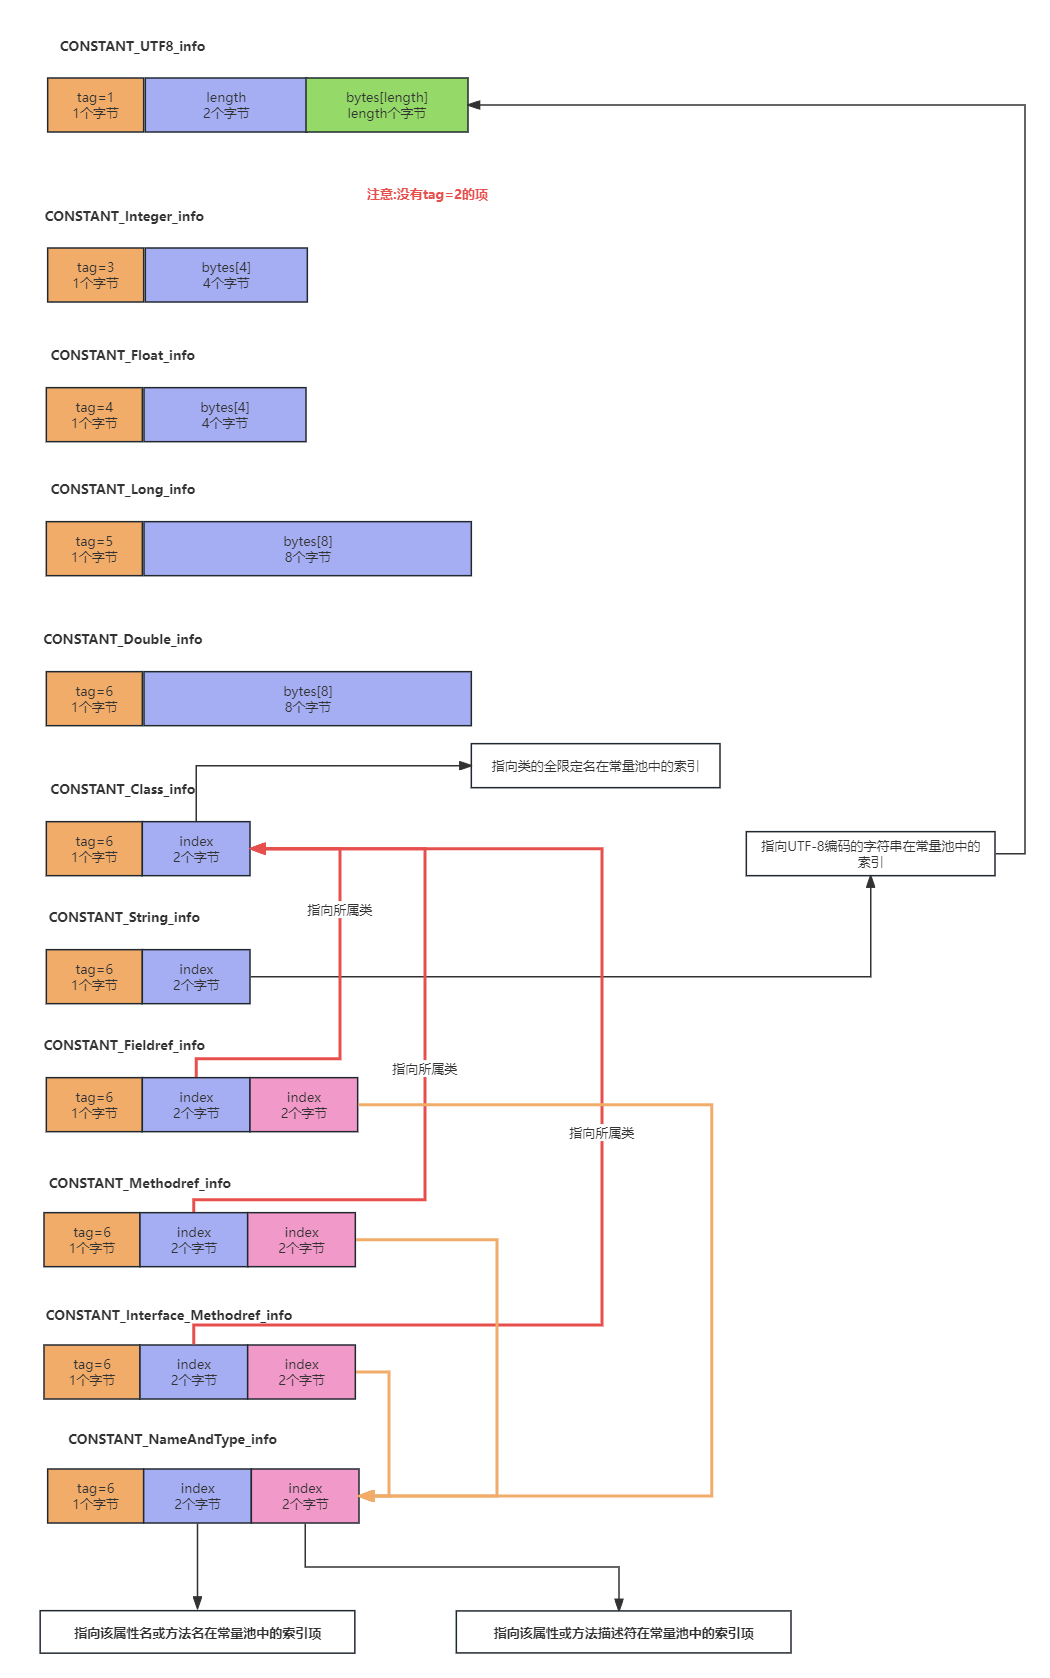 CONSTANT_UTF8_info
tag=1
1个字节
length
2个字节
bytes[length]
length个字节
注意:没有tag=2的项
CONSTANT_Integer_info
tag=3
1个字节
bytes[4]
4个字节
CONSTANT_Float_info
tag=4
1个字节
bytes[4]
4个字节
CONSTANT_Long_info
tag=5
1个字节
bytes[8]
8个字节
CONSTANT_Double_info
tag=6
1个字节
bytes[8]
8个字节
指向类的全限定名在常量池中的索引
CONSTANT_Class_info
tag=6
1个字节
index
2个字节
指向UTF-8编码的字符串在常量池中的
索引
指向所属类
CONSTANT_String_info
tag=6
1个字节
index
2个字节
CONSTANT_Fieldref_info
指向所属类
tag=6
1个字节
index
2个字节
index
2个字节
指向所属类
CONSTANT_Methodref_info
tag=6
1个字节
index
2个字节
index
2个字节
CONSTANT_Interface_Methodref_info
tag=6
1个字节
index
2个字节
index
2个字节
CONSTANT_NameAndType_info
tag=6
1个字节
index
2个字节
index
2个字节
指向该属性名或方法名在常量池中的索引项
指向该属性或方法描述符在常量池中的索引项